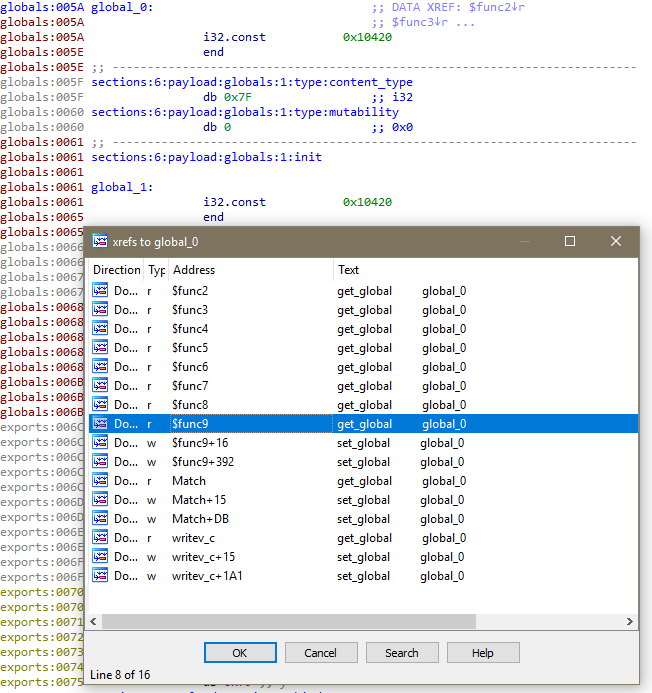 globals:005A global_0: ;; DATA XREF: $func2↓r
globals:005A ;; $func3↓r ...
globals:005A i32.const 0x10420
globals:005E end
globals:005E ;; ---------------------------------------------------------------------------
globals:005F sections:6:payload:globals:1:type:content_type
globals:005F db 0x7F ;; i32
globals:0060 sections:6:payload:globals:1:type:mutability
globals:0060 db 0 ;; 0x0
globals:0061 ;; ---------------------------------------------------------------------------
globals:0061 sections:6:payload:globals:1:init
globals:0061
globals:0061 global_1:
globals:0061 i32.const 0x10420
globals:0065 end
globals:0065
globals:0066
globals:0066
globals:0067
globals:0067
globals:0068
globals:0068
globals:0068
globals:0068
globals:006B
globals:006B
globals:006B
globals:006B
exports:006C
exports:006C
exports:006C
exports:006C
exports:006C
exports:006D
exports:006D
exports:006E
exports:006E
exports:006F
exports:006F
exports:0070
exports:0070
exports:0071
exports:0072
exports:0073
exports:0074
exports:0075
xrefs to global_0
Direction Typ Address Text
Do... r $func2 get_global global_0
Do... r $func3 get_global global_0
Do... r $func4 get_global global_0
Do... r $func5 get_global global_0
Do... r $func6 get_global global_0
Do... r $func7 get_global global_0
Do... r $func8 get_global global_0
Do... r $func9 get_global global_0
Do... w $func9+16 set_global global_0
Do... w $func9+392 set_global global_0
Do... r Match get_global global_0
Do... w Match+15 set_global global_0
Do... w Match+DB set_global global_0
Do... r writev_c get_global global_0
Do... w writev_c+15 set_global global_0
Do... w writev_c+1A1 set_global global_0
OK Cancel Search Help
Line 8 of 16